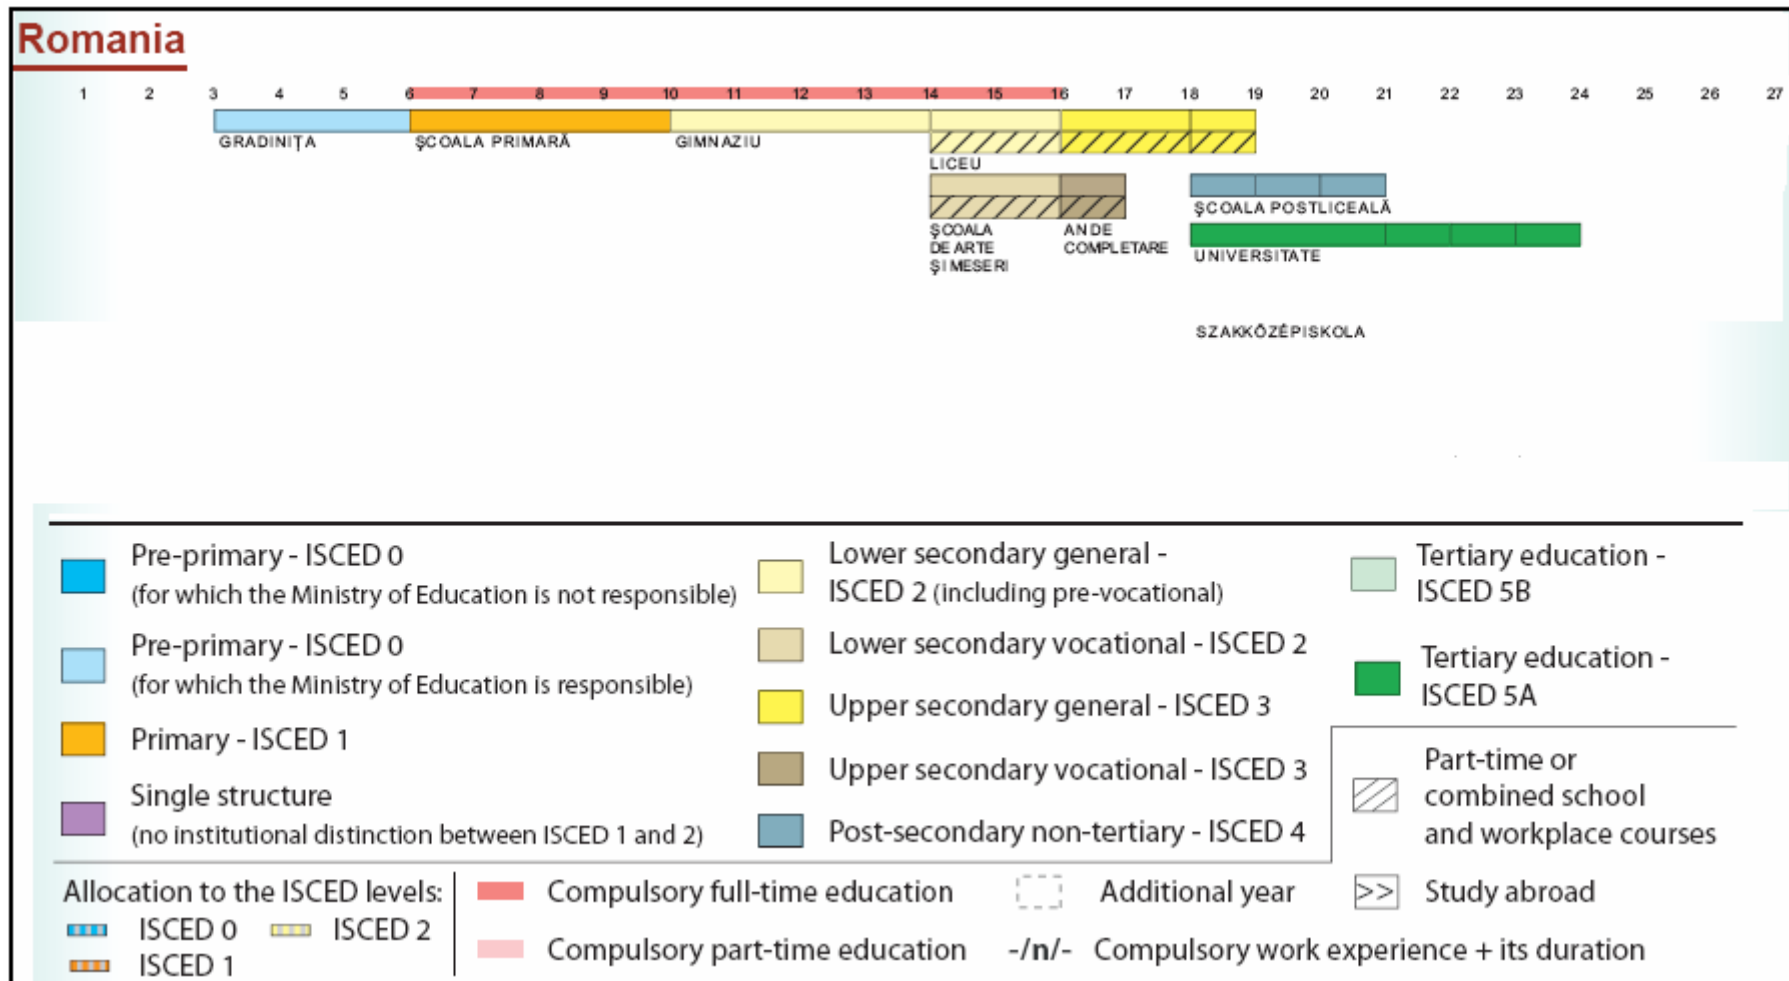 Romania
1 2 3 4 5 6 7 8 9 10 11 12 13 14 15 16 17 18 19 20 21 22 23 24 25 26 27
GRADINIŢA ŞCOALA PRIMARĂ GIMNAZIU
LICEU
ŞCOALA POSTLICEALĂ
ŞCOALA AN DE
DE ARTE COMPLETARE
ŞI MESERI
UNIVERSITATE
SZAKKÖZÉPISKOLA
Pre-primary - ISCED 0
(for which the Ministry of Education is not responsible)
Pre-primary - ISCED 0
(for which the Ministry of Education is responsible)
Primary - ISCED 1
Single structure
(no institutional distinction between ISCED 1 and 2)
Lower secondary general -
ISCED 2 (including pre-vocational)
Lower secondary vocational - ISCED 2
Upper secondary general - ISCED 3
Upper secondary vocational - ISCED 3
Post-secondary non-tertiary - ISCED 4
Tertiary education -
ISCED 5B
Tertiary education -
ISCED 5A
Part-time or
combined school
and workplace courses
Allocation to the ISCED levels:
ISCED 0 ISCED 2
ISCED 1
Compulsory full-time education
Compulsory part-time education
Additional year
-/n/- Compulsory work experience + its duration
>> Study abroad